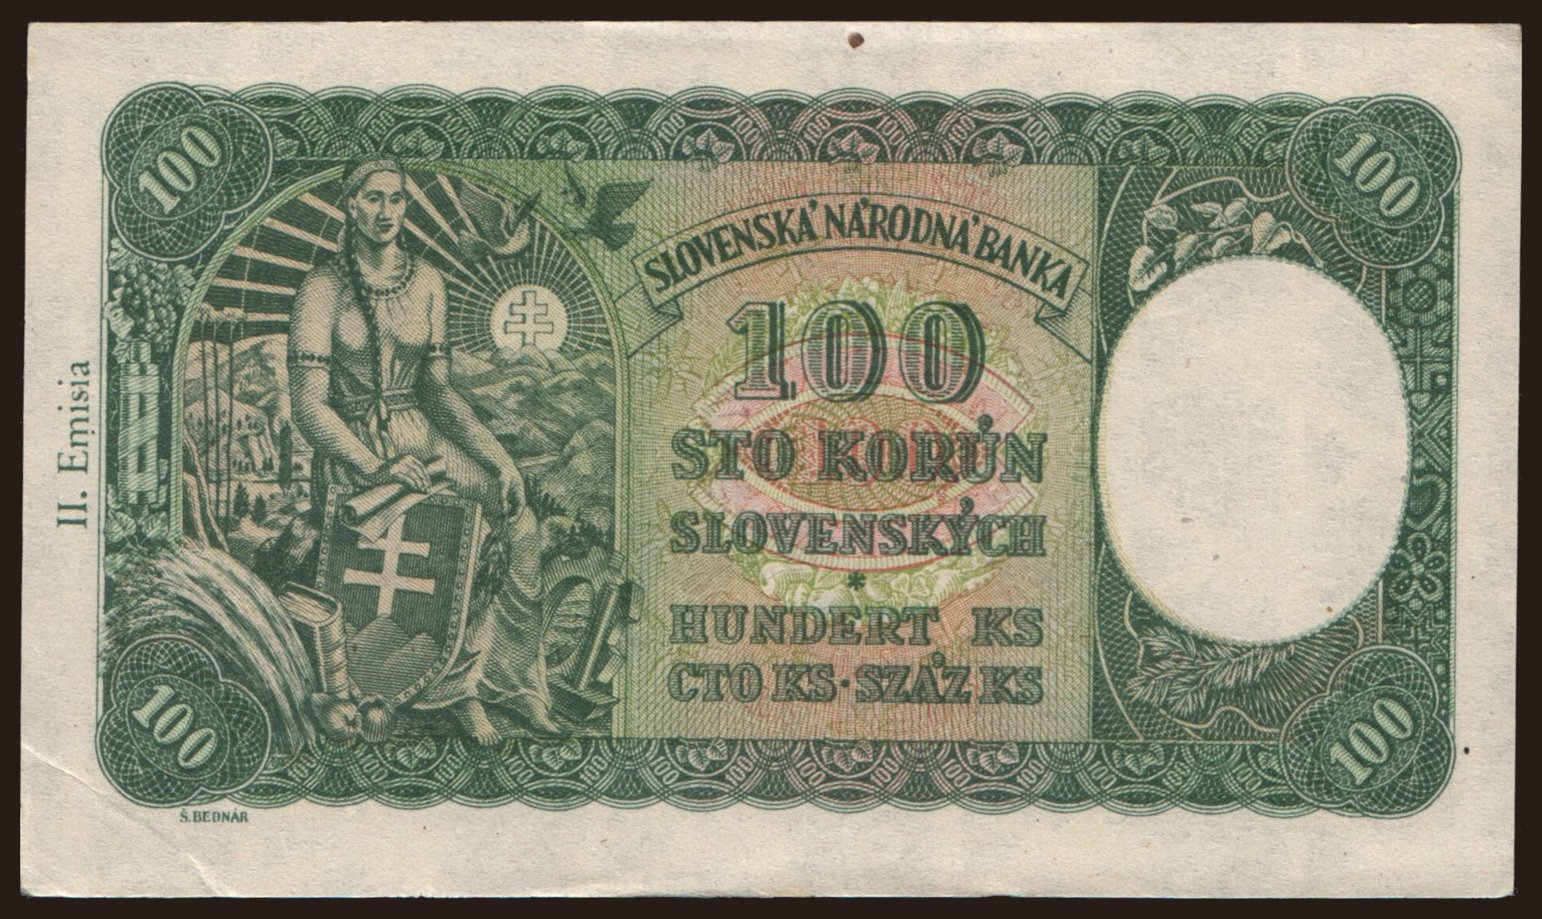 100
100
II. Emisia
SLOVENSKÁ NÁRODNÁ BANKA
100
STO KORÚN
SLOVENSKÝCH
*
HUNDERT KS
CTO KS · SZÁZ KS
100
100
Š. BEDNÁR